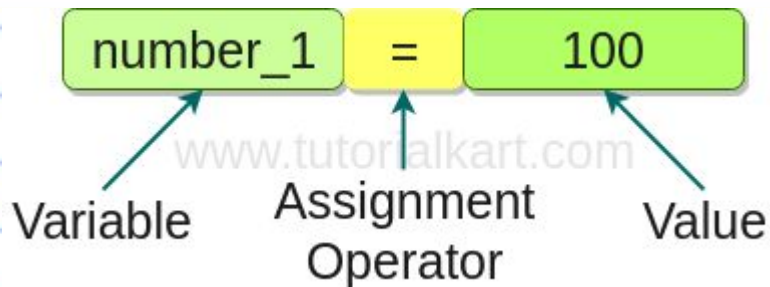 number_1 = 100
www.tutorialkart.com
Variable
Assignment
Operator
Value